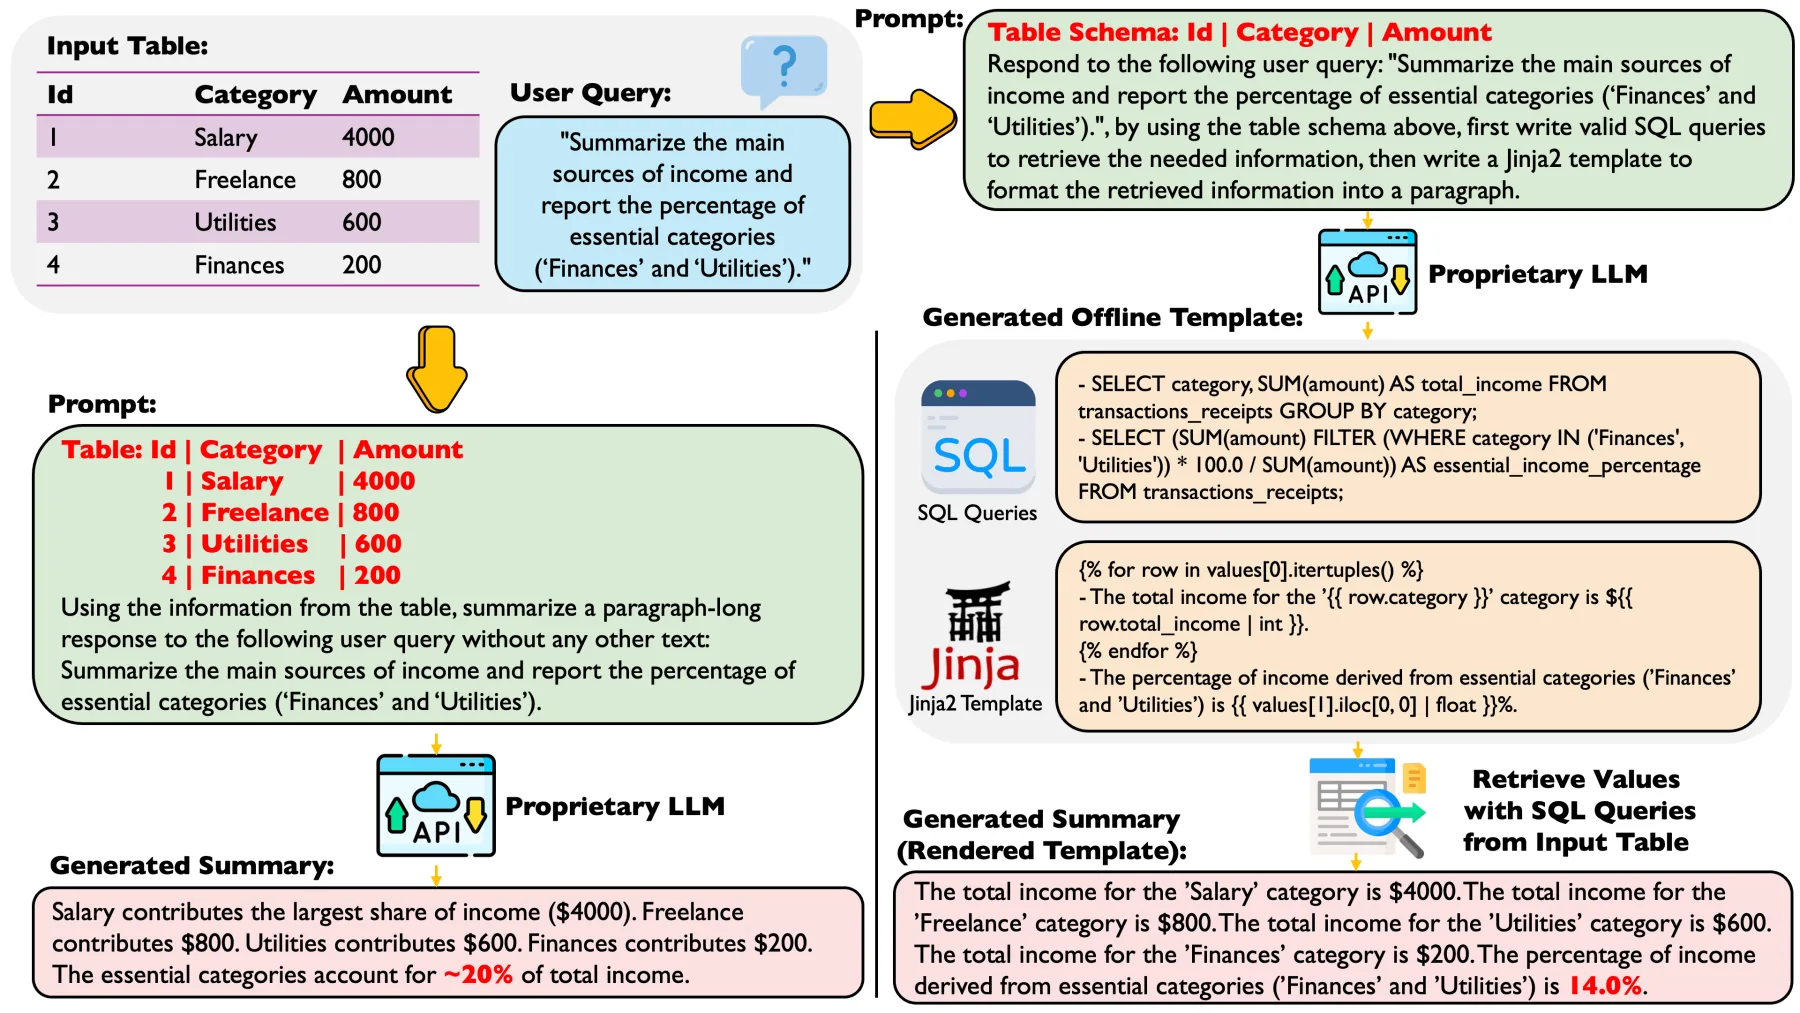 Input Table:
Id Category Amount
1 Salary 4000
2 Freelance 800
3 Utilities 600
4 Finances 200
User Query:
?
"Summarize the main
sources of income and
report the percentage of
essential categories
(‘Finances’ and ‘Utilities’)."
Prompt:
Table Schema: Id | Category | Amount
Respond to the following user query: "Summarize the main sources of
income and report the percentage of essential categories (‘Finances’ and
‘Utilities’).", by using the table schema above, first write valid SQL queries
to retrieve the needed information, then write a Jinja2 template to
format the retrieved information into a paragraph.
API
Proprietary LLM
Generated Offline Template:
SQL
SQL Queries
- SELECT category, SUM(amount) AS total_income FROM
transactions_receipts GROUP BY category;
- SELECT (SUM(amount) FILTER (WHERE category IN ('Finances',
'Utilities')) * 100.0 / SUM(amount)) AS essential_income_percentage
FROM transactions_receipts;
Jinja
Jinja2 Template
{% for row in values[0].itertuples() %}
- The total income for the ’{{ row.category }}’ category is ${{
row.total_income | int }}.
{% endfor %}
- The percentage of income derived from essential categories (’Finances’
and ’Utilities’) is {{ values[1].iloc[0, 0] | float }}%.
Retrieve Values
with SQL Queries
from Input Table
Generated Summary
(Rendered Template):
The total income for the ’Salary’ category is $4000. The total income for the
’Freelance’ category is $800. The total income for the ’Utilities’ category is $600.
The total income for the ’Finances’ category is $200. The percentage of income
derived from essential categories (’Finances’ and ’Utilities’) is 14.0%.
Prompt:
Table: Id | Category | Amount
1 | Salary | 4000
2 | Freelance | 800
3 | Utilities | 600
4 | Finances | 200
Using the information from the table, summarize a paragraph-long
response to the following user query without any other text:
Summarize the main sources of income and report the percentage of
essential categories (‘Finances’ and ‘Utilities’).
API
Proprietary LLM
Generated Summary:
Salary contributes the largest share of income ($4000). Freelance
contributes $800. Utilities contributes $600. Finances contributes $200.
The essential categories account for ~20% of total income.